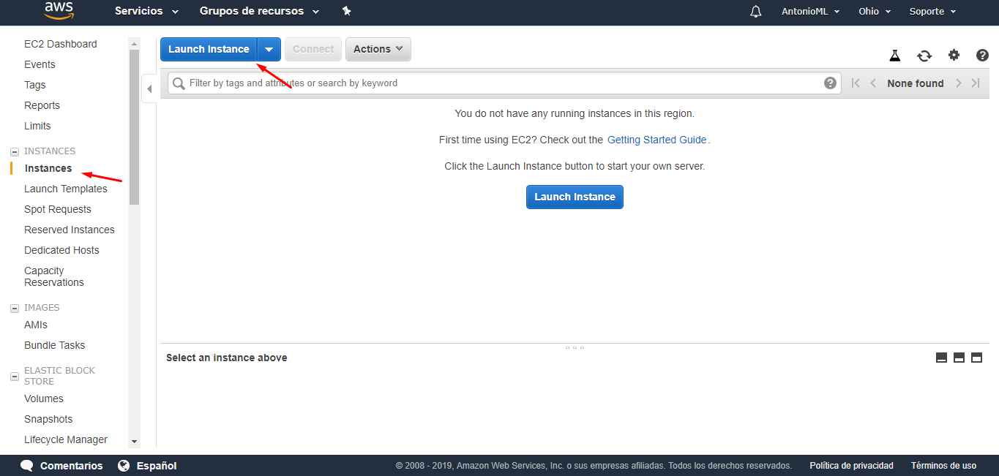 aws Servicios Grupos de recursos AntonioML Ohio Soporte
EC2 Dashboard
Events
Tags
Reports
Limits
INSTANCES
Instances
Launch Templates
Spot Requests
Reserved Instances
Dedicated Hosts
Capacity
Reservations
IMAGES
AMIs
Bundle Tasks
ELASTIC BLOCK
STORE
Volumes
Snapshots
Lifecycle Manager
Launch Instance Connect Actions
Filter by tags and attributes or search by keyword None found
You do not have any running instances in this region.
First time using EC2? Check out the Getting Started Guide.
Click the Launch Instance button to start your own server.
Launch Instance
Select an instance above
Comentarios Español © 2008 - 2019, Amazon Web Services, Inc. o sus empresas afiliadas. Todos los derechos reservados. Política de privacidad Términos de uso